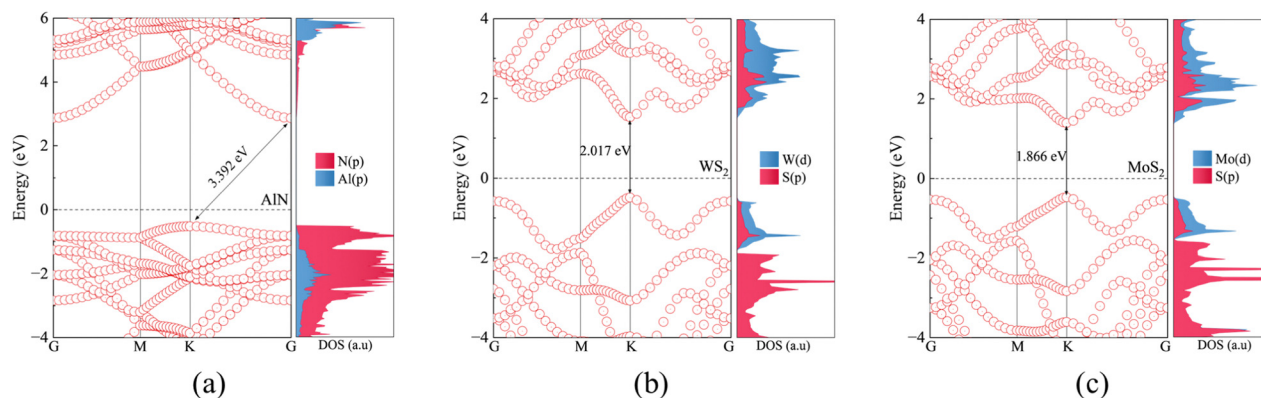 6
4
2
0
−2
−4
Energy (eV)
3.392 eV
AlN
N(p)
Al(p)
G
M
K
G
DOS (a.u)
(a)
4
2
0
−2
−4
Energy (eV)
2.017 eV
WS₂
W(d)
S(p)
G
M
K
G
DOS (a.u)
(b)
4
2
0
−2
−4
Energy (eV)
1.866 eV
MoS₂
Mo(d)
S(p)
G
M
K
G
DOS (a.u)
(c)